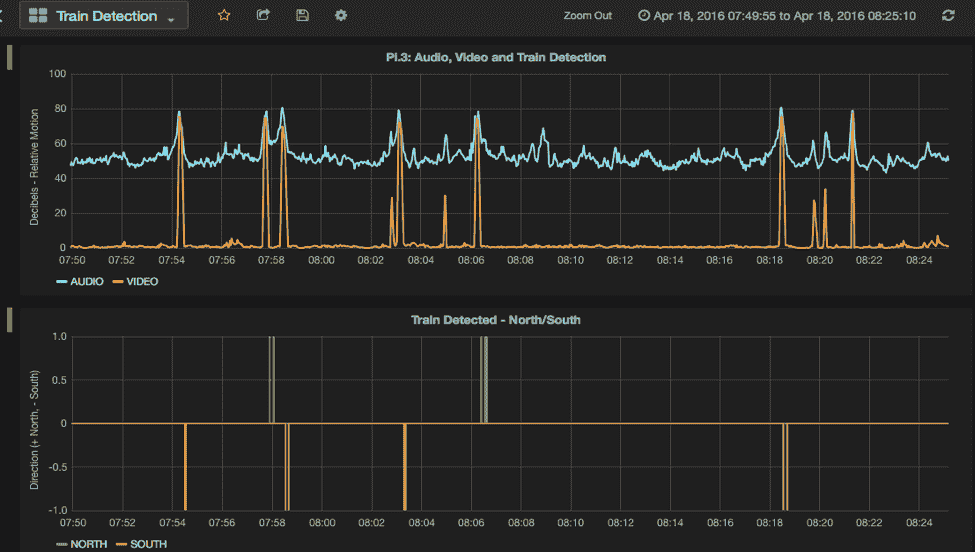 Train Detection
Zoom Out
Apr 18, 2016 07:49:55 to Apr 18, 2016 08:25:10
Pi.3: Audio, Video and Train Detection
Decibels - Relative Motion
100
80
60
40
20
0
07:50 07:52 07:54 07:56 07:58 08:00 08:02 08:04 08:06 08:08 08:10 08:12 08:14 08:16 08:18 08:20 08:22 08:24
AUDIO VIDEO
Train Detected - North/South
Direction (+ North, - South)
1.0
0.5
0
-0.5
-1.0
07:50 07:52 07:54 07:56 07:58 08:00 08:02 08:04 08:06 08:08 08:10 08:12 08:14 08:16 08:18 08:20 08:22 08:24
NORTH SOUTH